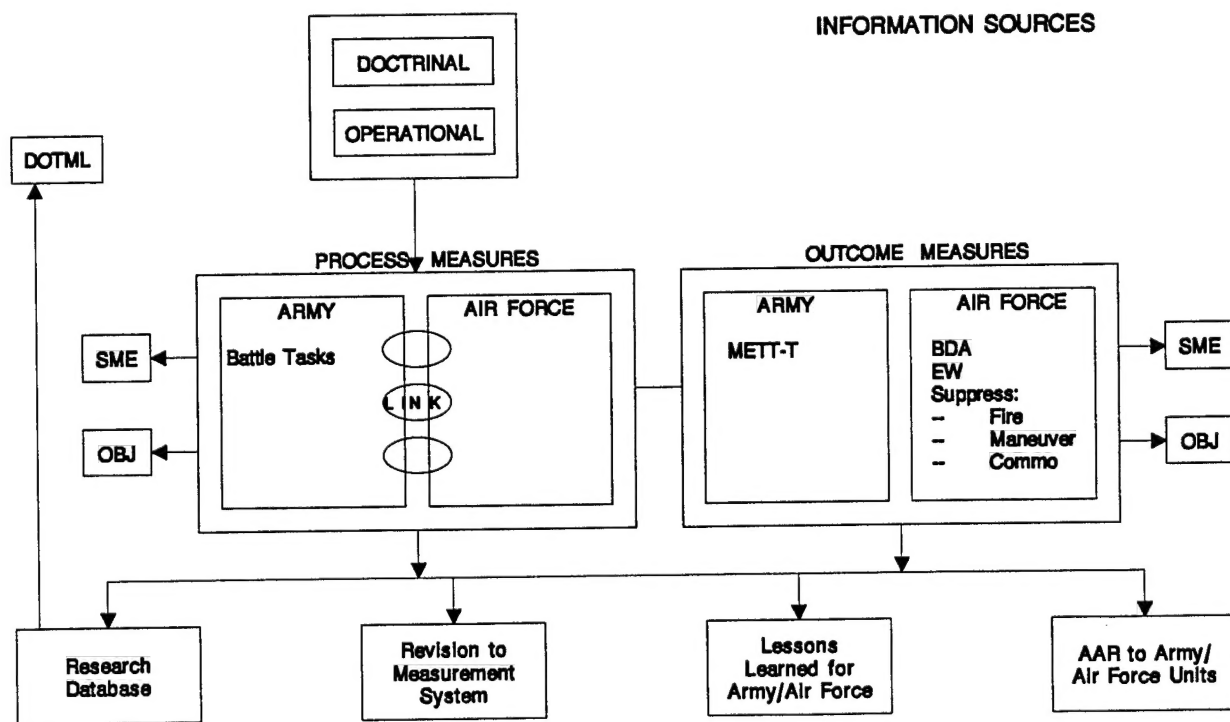 INFORMATION SOURCES
DOCTRINAL
OPERATIONAL
DOTML
PROCESS MEASURES
OUTCOME MEASURES
ARMY
AIR FORCE
Battle Tasks
L I N K
SME
OBJ
ARMY
METT-T
AIR FORCE
BDA
EW
Suppress:
-- Fire
-- Maneuver
-- Commo
SME
OBJ
Research
Database
Revision to
Measurement
System
Lessons
Learned for
Army/Air Force
AAR to Army/
Air Force Units